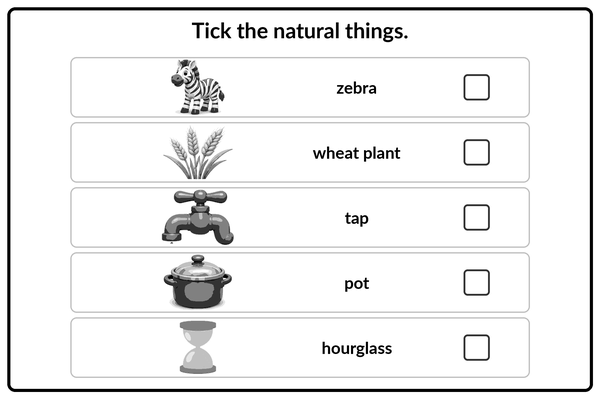 Tick the natural things.
zebra
wheat plant
tap
pot
hourglass